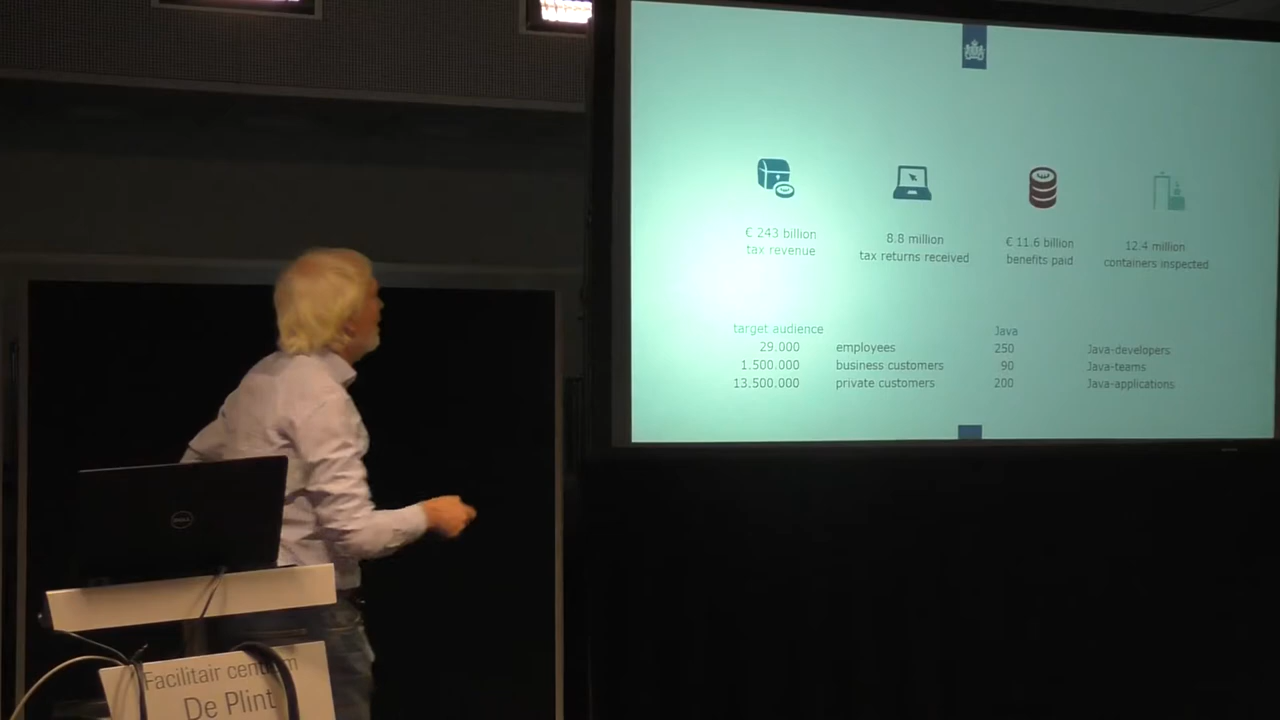 € 243 billion
tax revenue
8.8 million
tax returns received
€ 11.6 billion
benefits paid
12.4 million
containers inspected
target audience
29.000 employees
1.500.000 business customers
13.500.000 private customers
Java
250 Java-developers
90 Java-teams
200 Java-applications
DELL
Facilitair centrum
De Plint